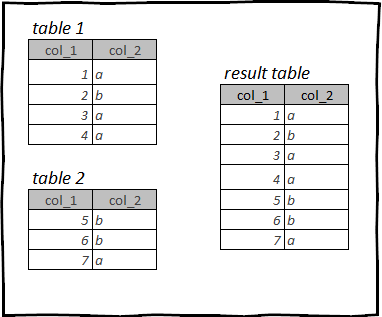 table 1
col_1 col_2
1 a
2 b
3 a
4 a
table 2
col_1 col_2
5 b
6 b
7 a
result table
col_1 col_2
1 a
2 b
3 a
4 a
5 b
6 b
7 a